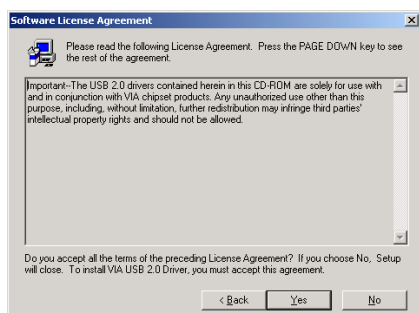 Software License Agreement
Please read the following License Agreement. Press the PAGE DOWN key to see
the rest of the agreement.
Important--The USB 2.0 drivers contained herein in this CD-ROM are solely for use with
and in conjunction with VIA chipset products. Any unauthorized use other than this
purpose, including, without limitation, further redistribution may infringe third parties'
intellectual property rights and should not be allowed.
Do you accept all the terms of the preceding License Agreement? If you choose No, Setup
will close. To install VIA USB 2.0 Driver, you must accept this agreement.
< Back
Yes
No